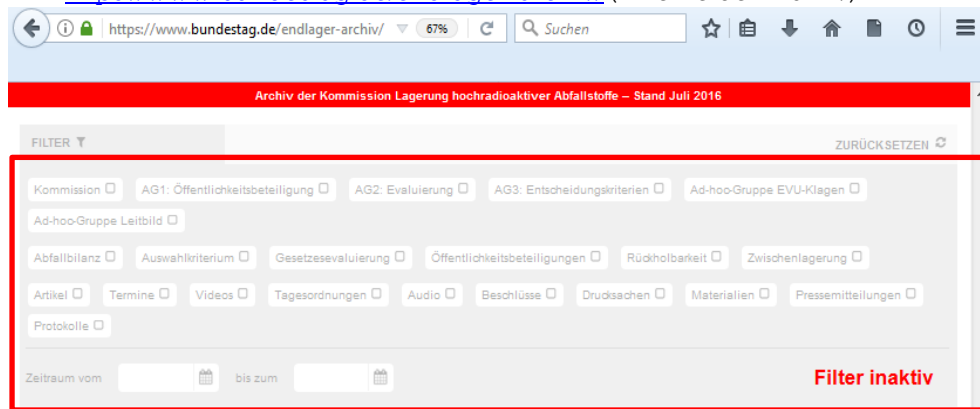 https://www.bundestag.de/endlager-archiv/ 67% Suchen
Archiv der Kommission Lagerung hochradioaktiver Abfallstoffe – Stand Juli 2016
FILTER ZURÜCKSETZEN
Kommission AG1: Öffentlichkeitsbeteiligung AG2: Evaluierung AG3: Entscheidungskriterien Ad-hoc-Gruppe EVU-Klagen
Ad-hoc-Gruppe Leitbild
Abfallbilanz Auswahlkriterium Gesetzesevaluierung Öffentlichkeitsbeteiligungen Rückholbarkeit Zwischenlagerung
Artikel Termine Videos Tagesordnungen Audio Beschlüsse Drucksachen Materialien Pressemitteilungen
Protokolle
Zeitraum vom bis zum Filter inaktiv